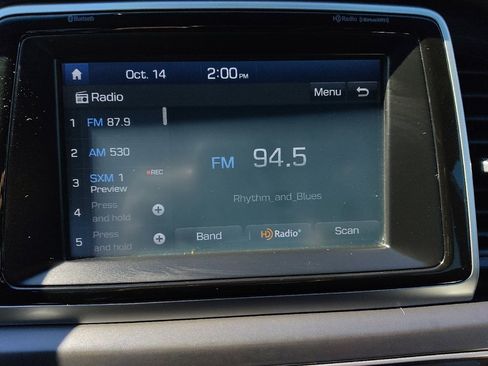 Bluetooth
HD Radio (SiriusXM)
Oct. 14 2:00 PM
Radio
Menu
1 FM 87.9
2 AM 530
3 SXM 1
REC
Preview
4 Press
and hold
5 Press
and hold
FM 94.5
Rhythm_and_Blues
Band
HD Radio®
Scan